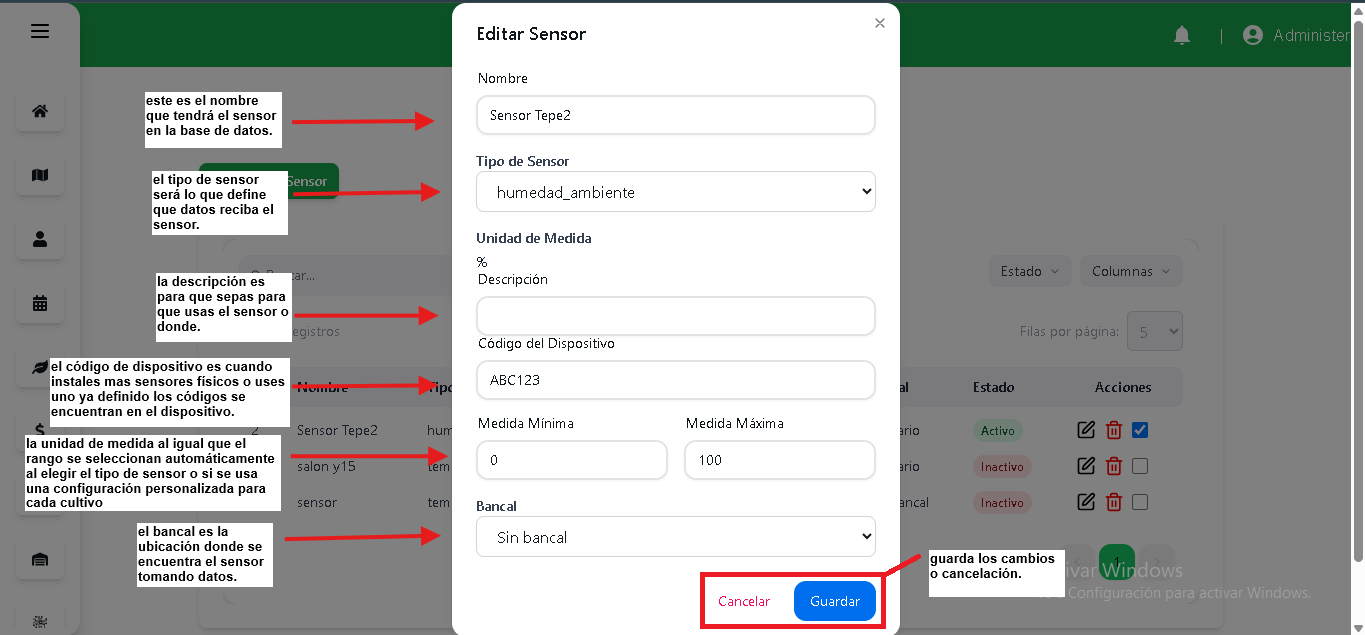 Editar Sensor
Administer
Nombre
este es el nombre
que tendrá el sensor
en la base de datos.
Sensor Tepe2
Tipo de Sensor
el tipo de sensor
será lo que define
que datos reciba el
sensor.
Sensor
humedad_ambiente
Unidad de Medida
%
Descripción
Estado
Columnas
la descripción es
para que sepas para
que usas el sensor o
donde.
Filas por página:
5
Código del Dispositivo
el código de dispositivo es cuando
instales mas sensores físicos o uses
uno ya definido los códigos se
encuentran en el dispositivo.
ABC123
Nombre
Estado
Acciones
Medida Mínima
Medida Máxima
2
Sensor Tepe2
Activo
la unidad de medida al igual que el
rango se seleccionan automáticamente
al elegir el tipo de sensor o si se usa
una configuración personalizada para
cada cultivo
0
100
salon y15
Inactivo
sensor
Inactivo
Bancal
el bancal es la
ubicación donde se
encuentra el sensor
tomando datos.
Sin bancal
guarda los cambios
o cancelación.
1
Windows
Configuración para activar Windows.
Cancelar
Guardar